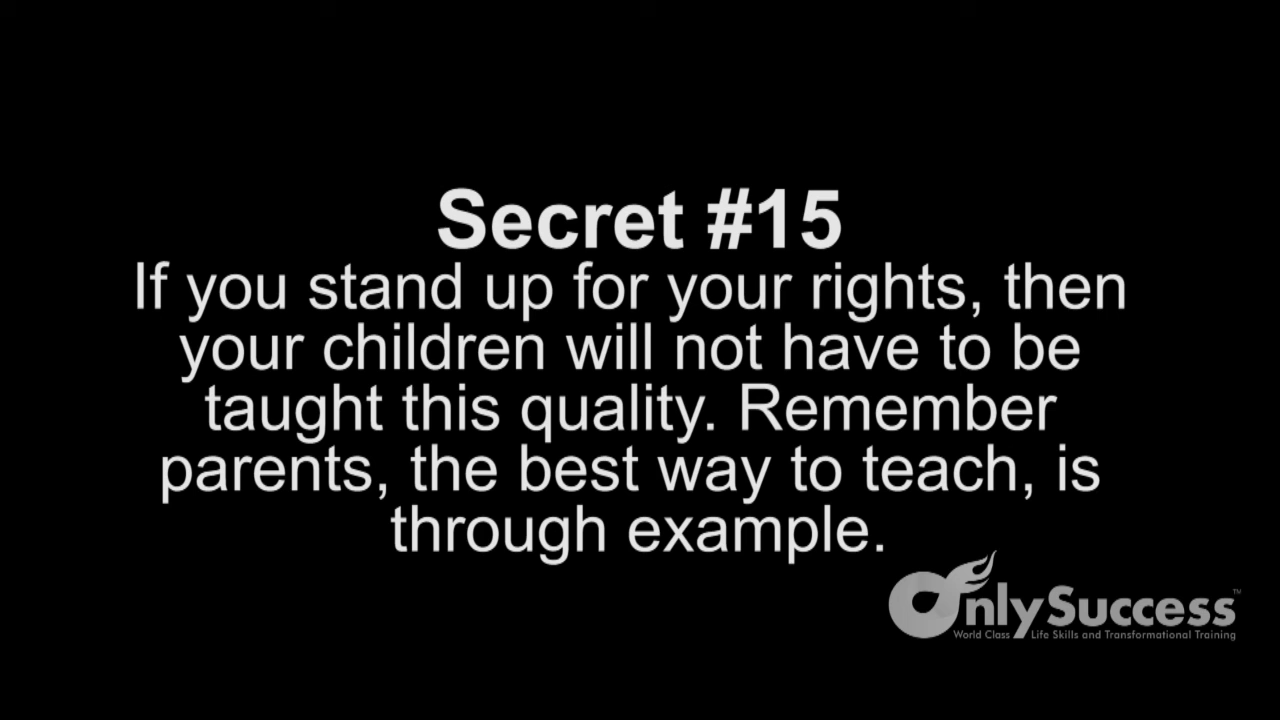 Secret #15
If you stand up for your rights, then
your children will not have to be
taught this quality. Remember
parents, the best way to teach, is
through example.
OnlySuccess™
World Class Life Skills and Transformational Training